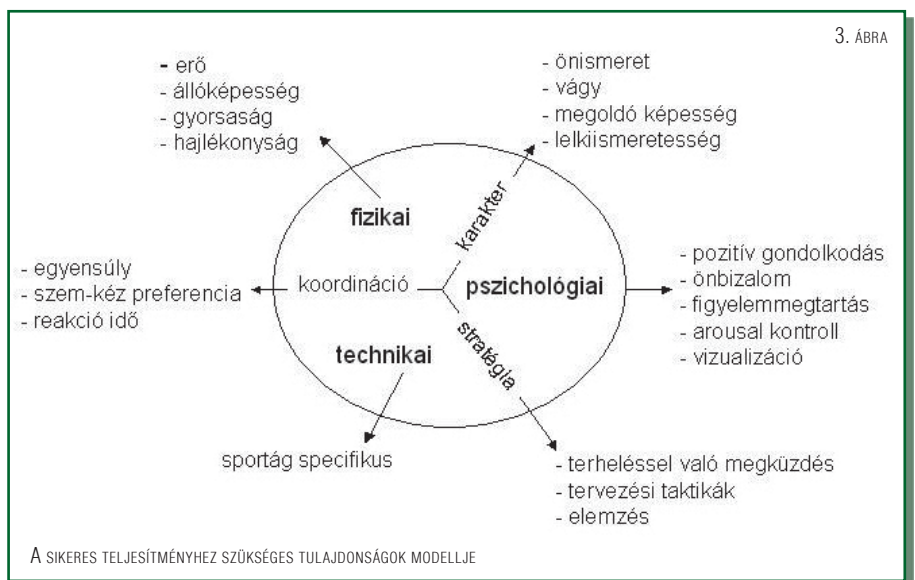 3. ÁBRA
- erő
- állóképesség
- gyorsaság
- hajlékonyság
- önismeret
- vágy
- megoldó képesség
- lelkiismeretesség
fizikai
karakter
- egyensúly
- szem-kéz preferencia
- reakció idő
koordináció
pszichológiai
- pozitív gondolkodás
- önbizalom
- figyelemmegtartás
- arousal kontroll
- vizualizáció
technikai
stratégia
sportág specifikus
- terheléssel való megküzdés
- tervezési taktikák
- elemzés
A SIKERES TELJESÍTMÉNYHEZ SZÜKSÉGES TULAJDONSÁGOK MODELLJE